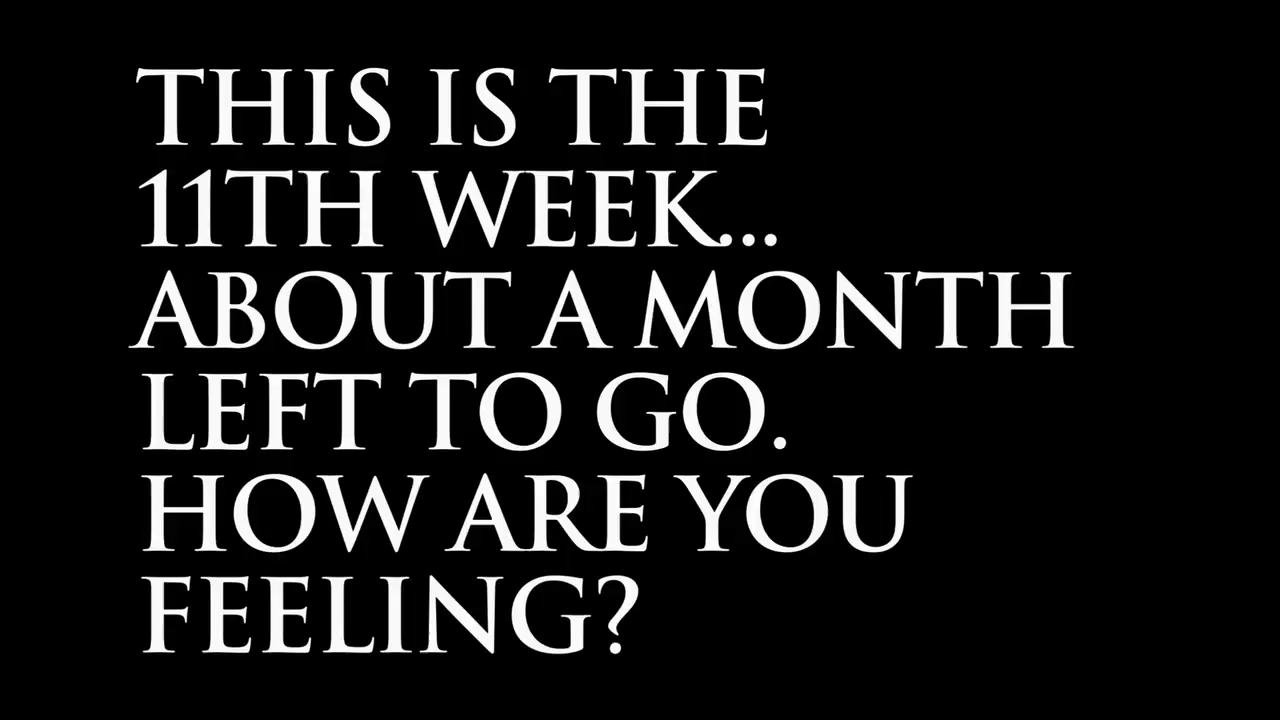 THIS IS THE
11TH WEEK...
ABOUT A MONTH
LEFT TO GO.
HOW ARE YOU
FEELING?